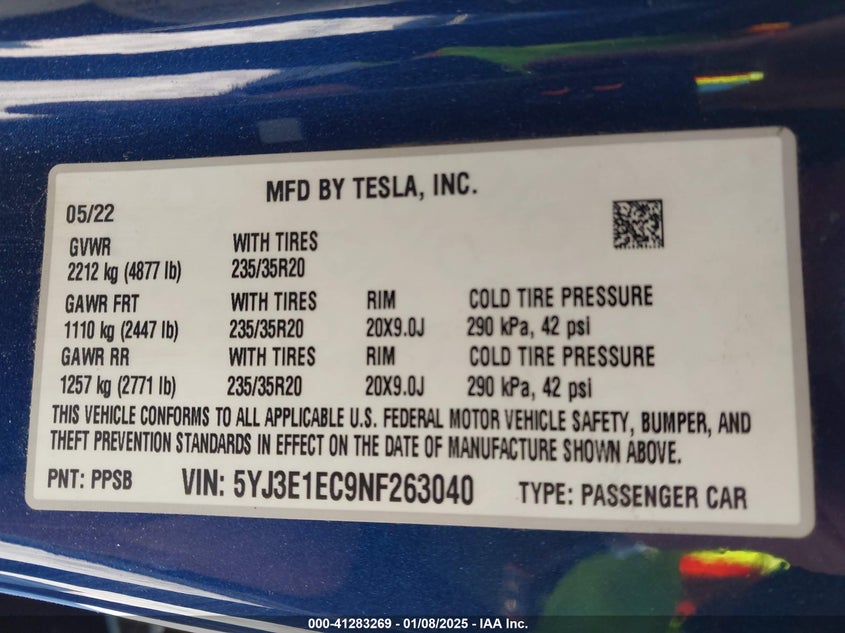 MFD BY TESLA, INC.
05/22
GVWR WITH TIRES
2212 kg (4877 lb) 235/35R20
GAWR FRT WITH TIRES RIM COLD TIRE PRESSURE
1110 kg (2447 lb) 235/35R20 20X9.0J 290 kPa, 42 psi
GAWR RR WITH TIRES RIM COLD TIRE PRESSURE
1257 kg (2771 lb) 235/35R20 20X9.0J 290 kPa, 42 psi
THIS VEHICLE CONFORMS TO ALL APPLICABLE U.S. FEDERAL MOTOR VEHICLE SAFETY, BUMPER, AND
THEFT PREVENTION STANDARDS IN EFFECT ON THE DATE OF MANUFACTURE SHOWN ABOVE.
PNT: PPSB VIN: 5YJ3E1EC9NF263040 TYPE: PASSENGER CAR
000-41283269 - 01/08/2025 - IAA Inc.